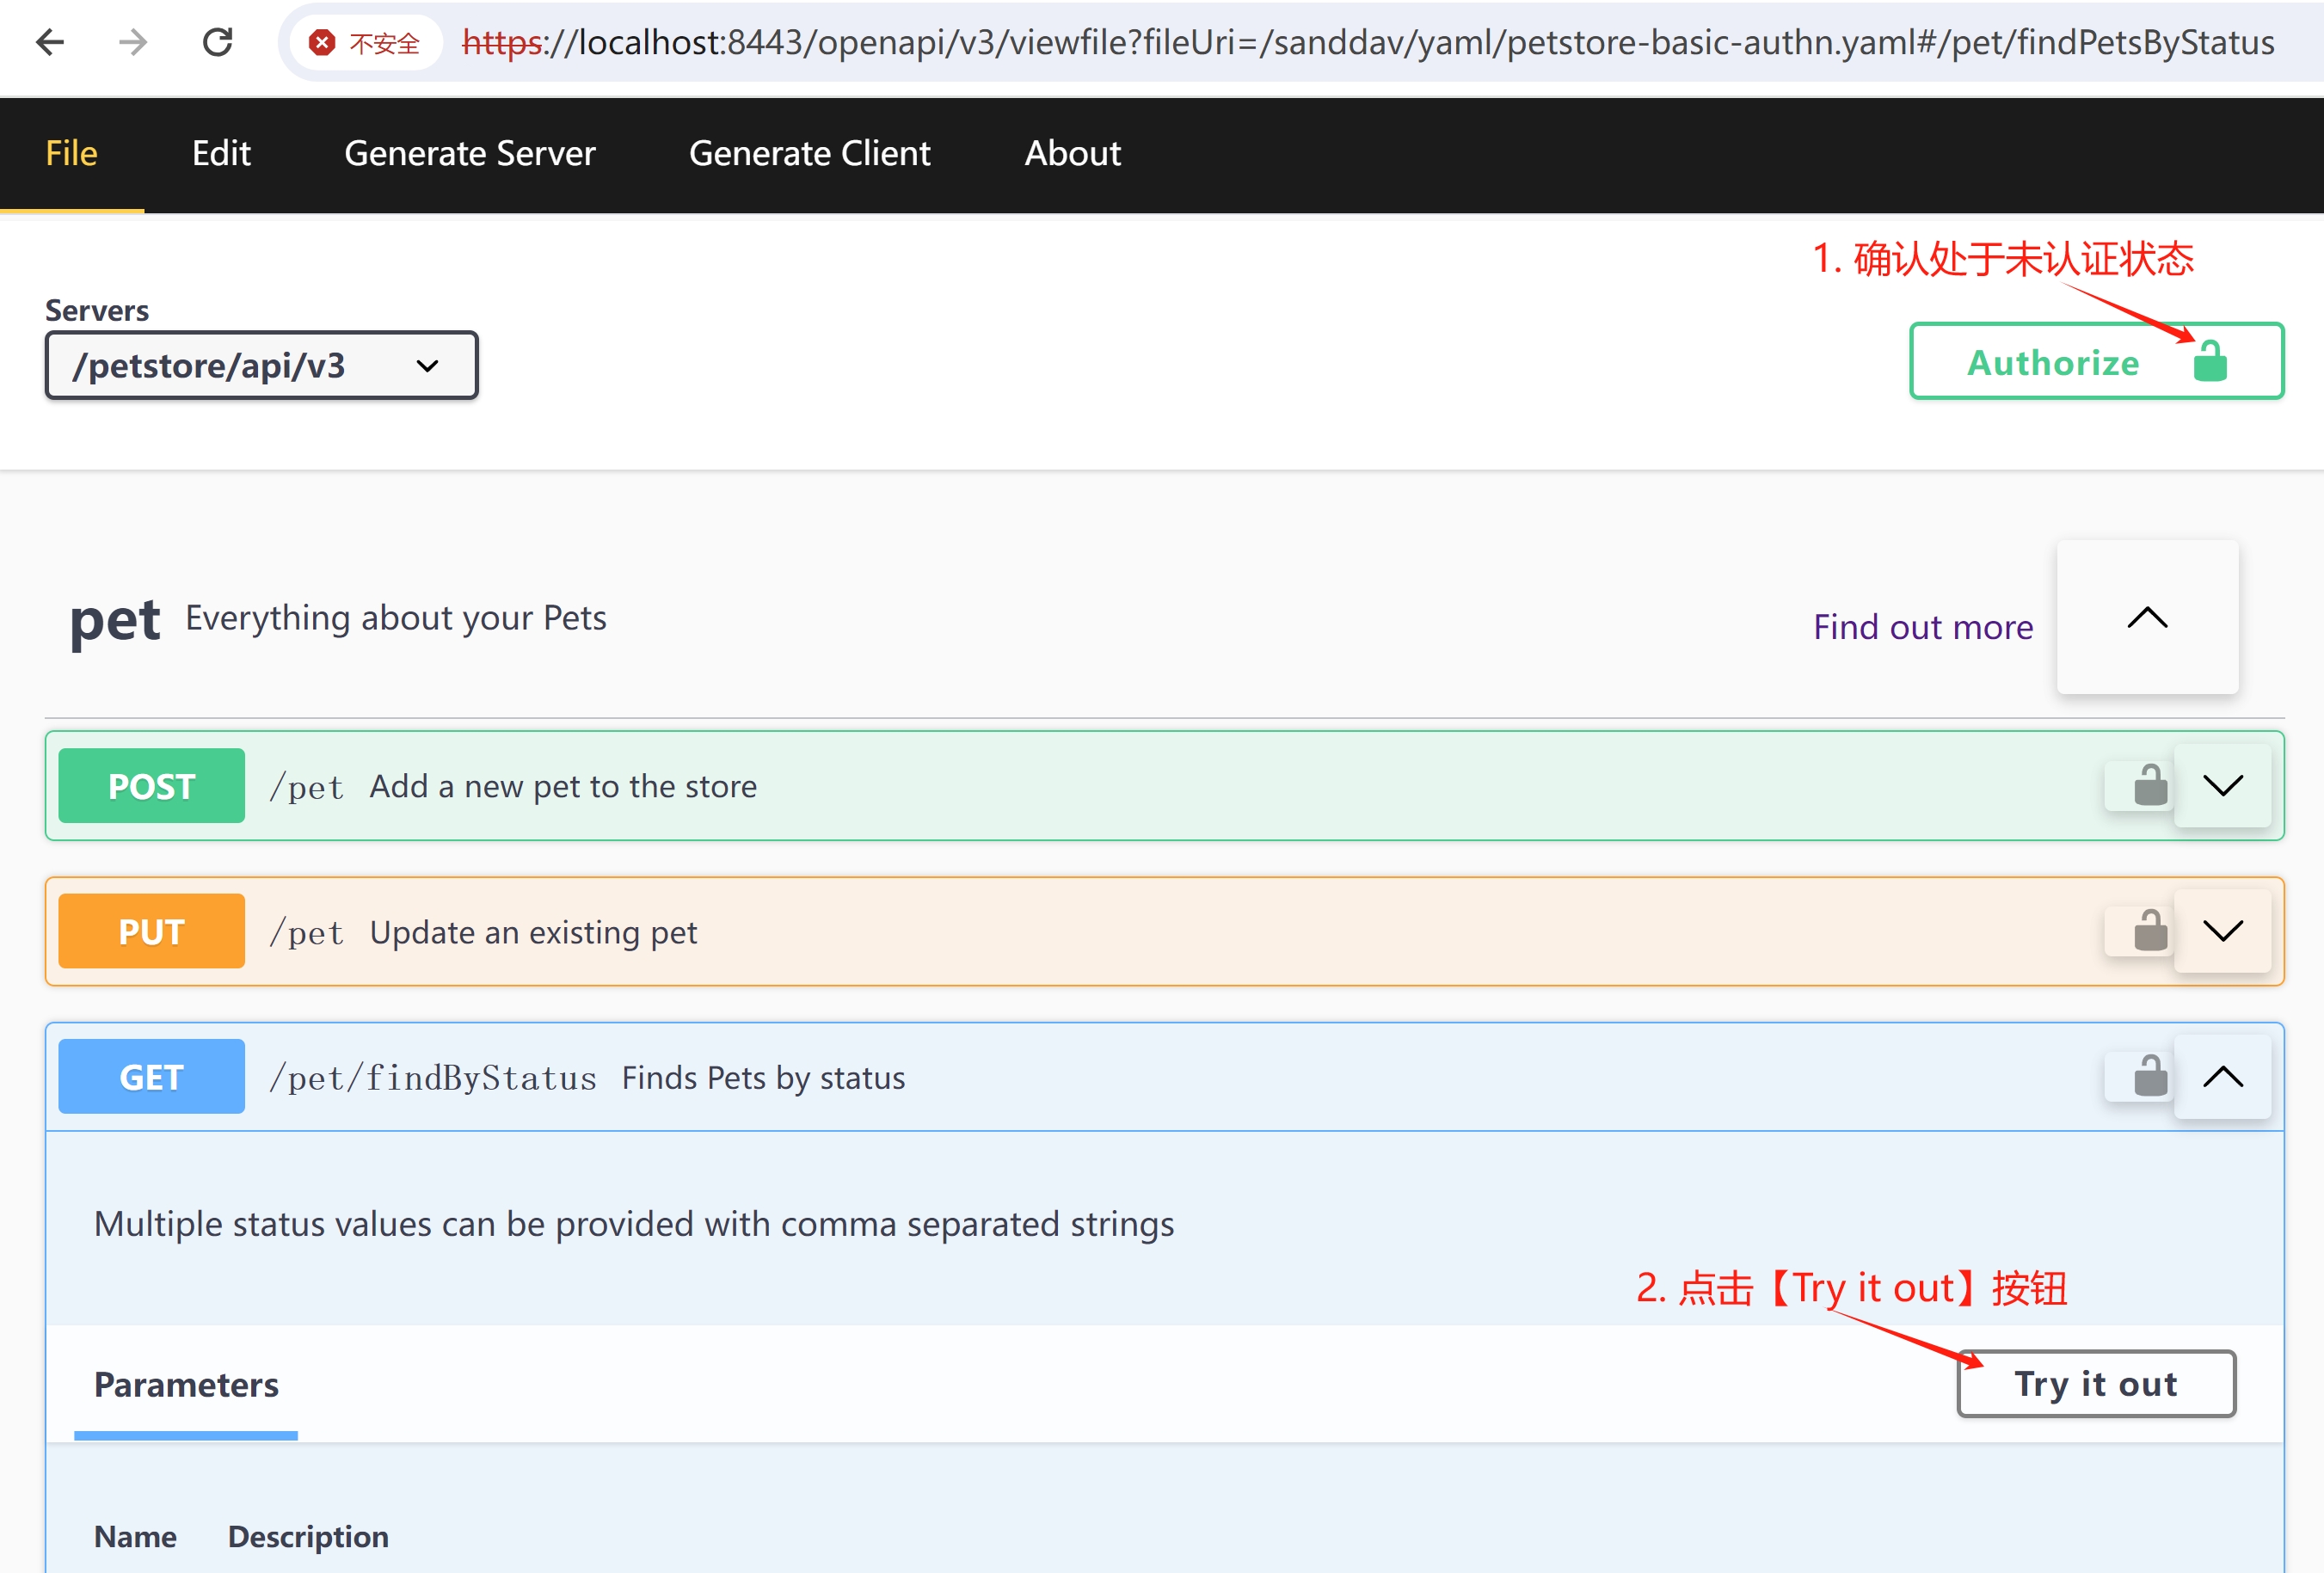 不安全 https://localhost:8443/openapi/v3/viewfile?fileUri=/sanddav/yaml/petstore-basic-authn.yaml#/pet/findPetsByStatus
File Edit Generate Server Generate Client About
1. 确认处于未认证状态
Servers
/petstore/api/v3
Authorize
pet Everything about your Pets
Find out more
POST /pet Add a new pet to the store
PUT /pet Update an existing pet
GET /pet/findByStatus Finds Pets by status
Multiple status values can be provided with comma separated strings
2. 点击【Try it out】按钮
Parameters
Try it out
Name Description